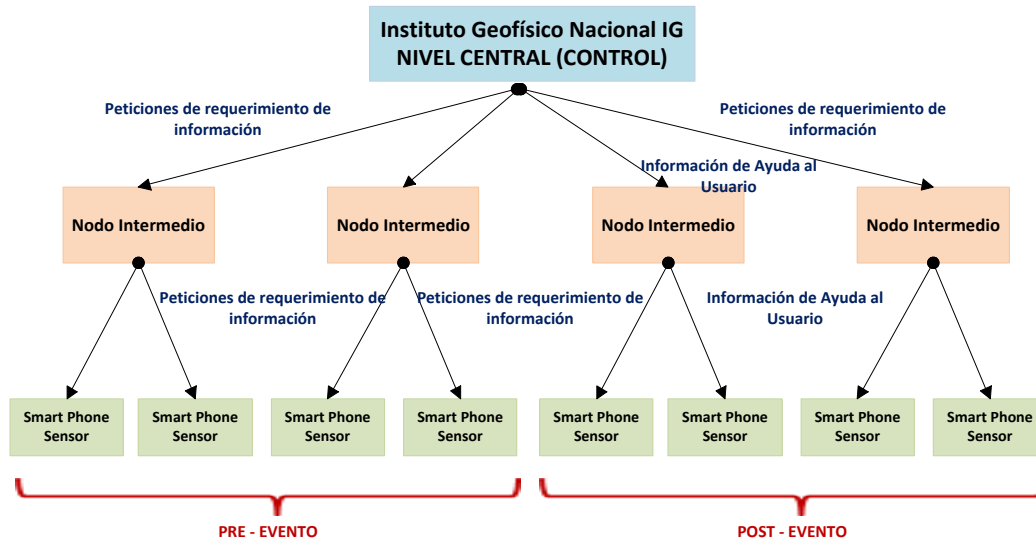 Instituto Geofísico Nacional IG
NIVEL CENTRAL (CONTROL)
Peticiones de requerimiento de
información
Peticiones de requerimiento de
información
Información de Ayuda al
Usuario
Nodo Intermedio
Nodo Intermedio
Nodo Intermedio
Nodo Intermedio
Peticiones de requerimiento de
información
Peticiones de requerimiento de
información
Información de Ayuda al
Usuario
Smart Phone
Sensor
Smart Phone
Sensor
Smart Phone
Sensor
Smart Phone
Sensor
Smart Phone
Sensor
Smart Phone
Sensor
Smart Phone
Sensor
Smart Phone
Sensor
PRE - EVENTO
POST - EVENTO